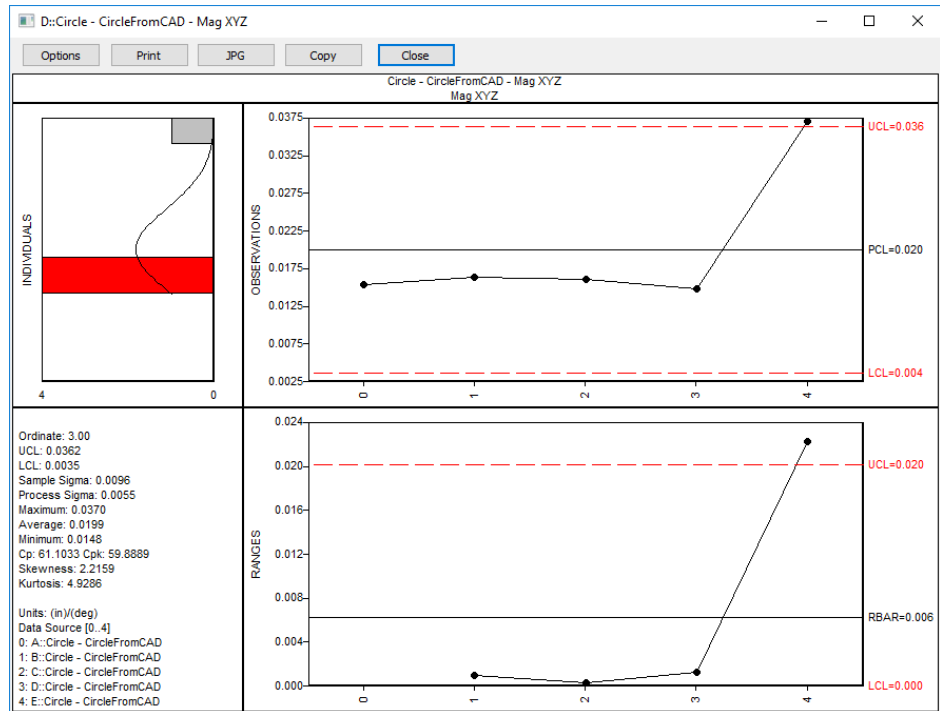 D::Circle - CircleFromCAD - Mag XYZ
Options Print JPG Copy Close
Circle - CircleFromCAD - Mag XYZ
Mag XYZ
INDIVIDUALS
4 0
OBSERVATIONS
0.0375
0.0325
0.0275
0.0225
0.0175
0.0125
0.0075
0.0025
UCL=0.036
PCL=0.020
LCL=0.004
0 1 2 3 4
Ordinate: 3.00
UCL: 0.0362
LCL: 0.0035
Sample Sigma: 0.0096
Process Sigma: 0.0055
Maximum: 0.0370
Average: 0.0199
Minimum: 0.0148
Cp: 61.1033 Cpk: 59.8889
Skewness: 2.2159
Kurtosis: 4.9286
Units: (in)/(deg)
Data Source [0..4]
0: A::Circle - CircleFromCAD
1: B::Circle - CircleFromCAD
2: C::Circle - CircleFromCAD
3: D::Circle - CircleFromCAD
4: E::Circle - CircleFromCAD
RANGES
0.024
0.020
0.016
0.012
0.008
0.004
0.000
UCL=0.020
RBAR=0.006
LCL=0.000
0 1 2 3 4